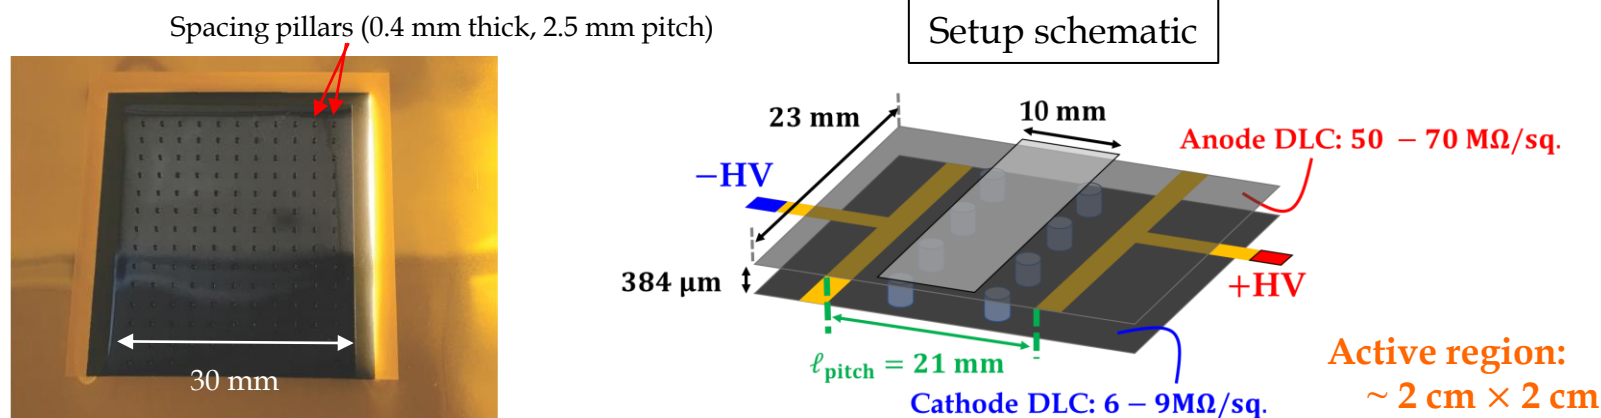 Spacing pillars (0.4 mm thick, 2.5 mm pitch)
30 mm
Setup schematic
23 mm
10 mm
Anode DLC: 50 – 70 MΩ/sq.
−HV
384 μm
+HV
ℓpitch = 21 mm
Cathode DLC: 6 – 9MΩ/sq.
Active region:
~ 2 cm × 2 cm